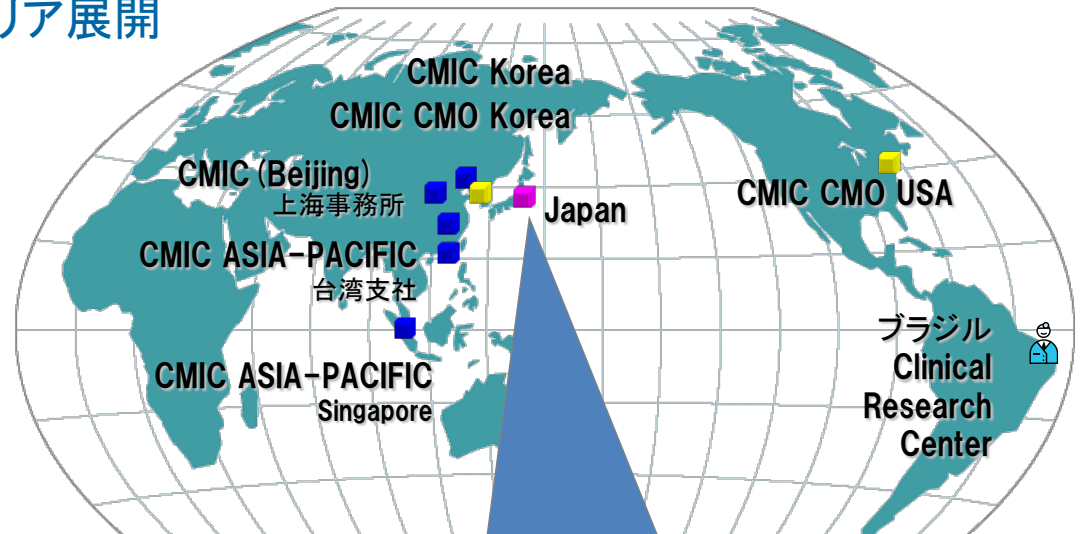 リア展開
CMIC Korea
CMIC CMO Korea
CMIC (Beijing)
上海事務所
Japan
CMIC CMO USA
CMIC ASIA-PACIFIC
台湾支社
CMIC ASIA-PACIFIC
Singapore
ブラジル
Clinical
Research
Center